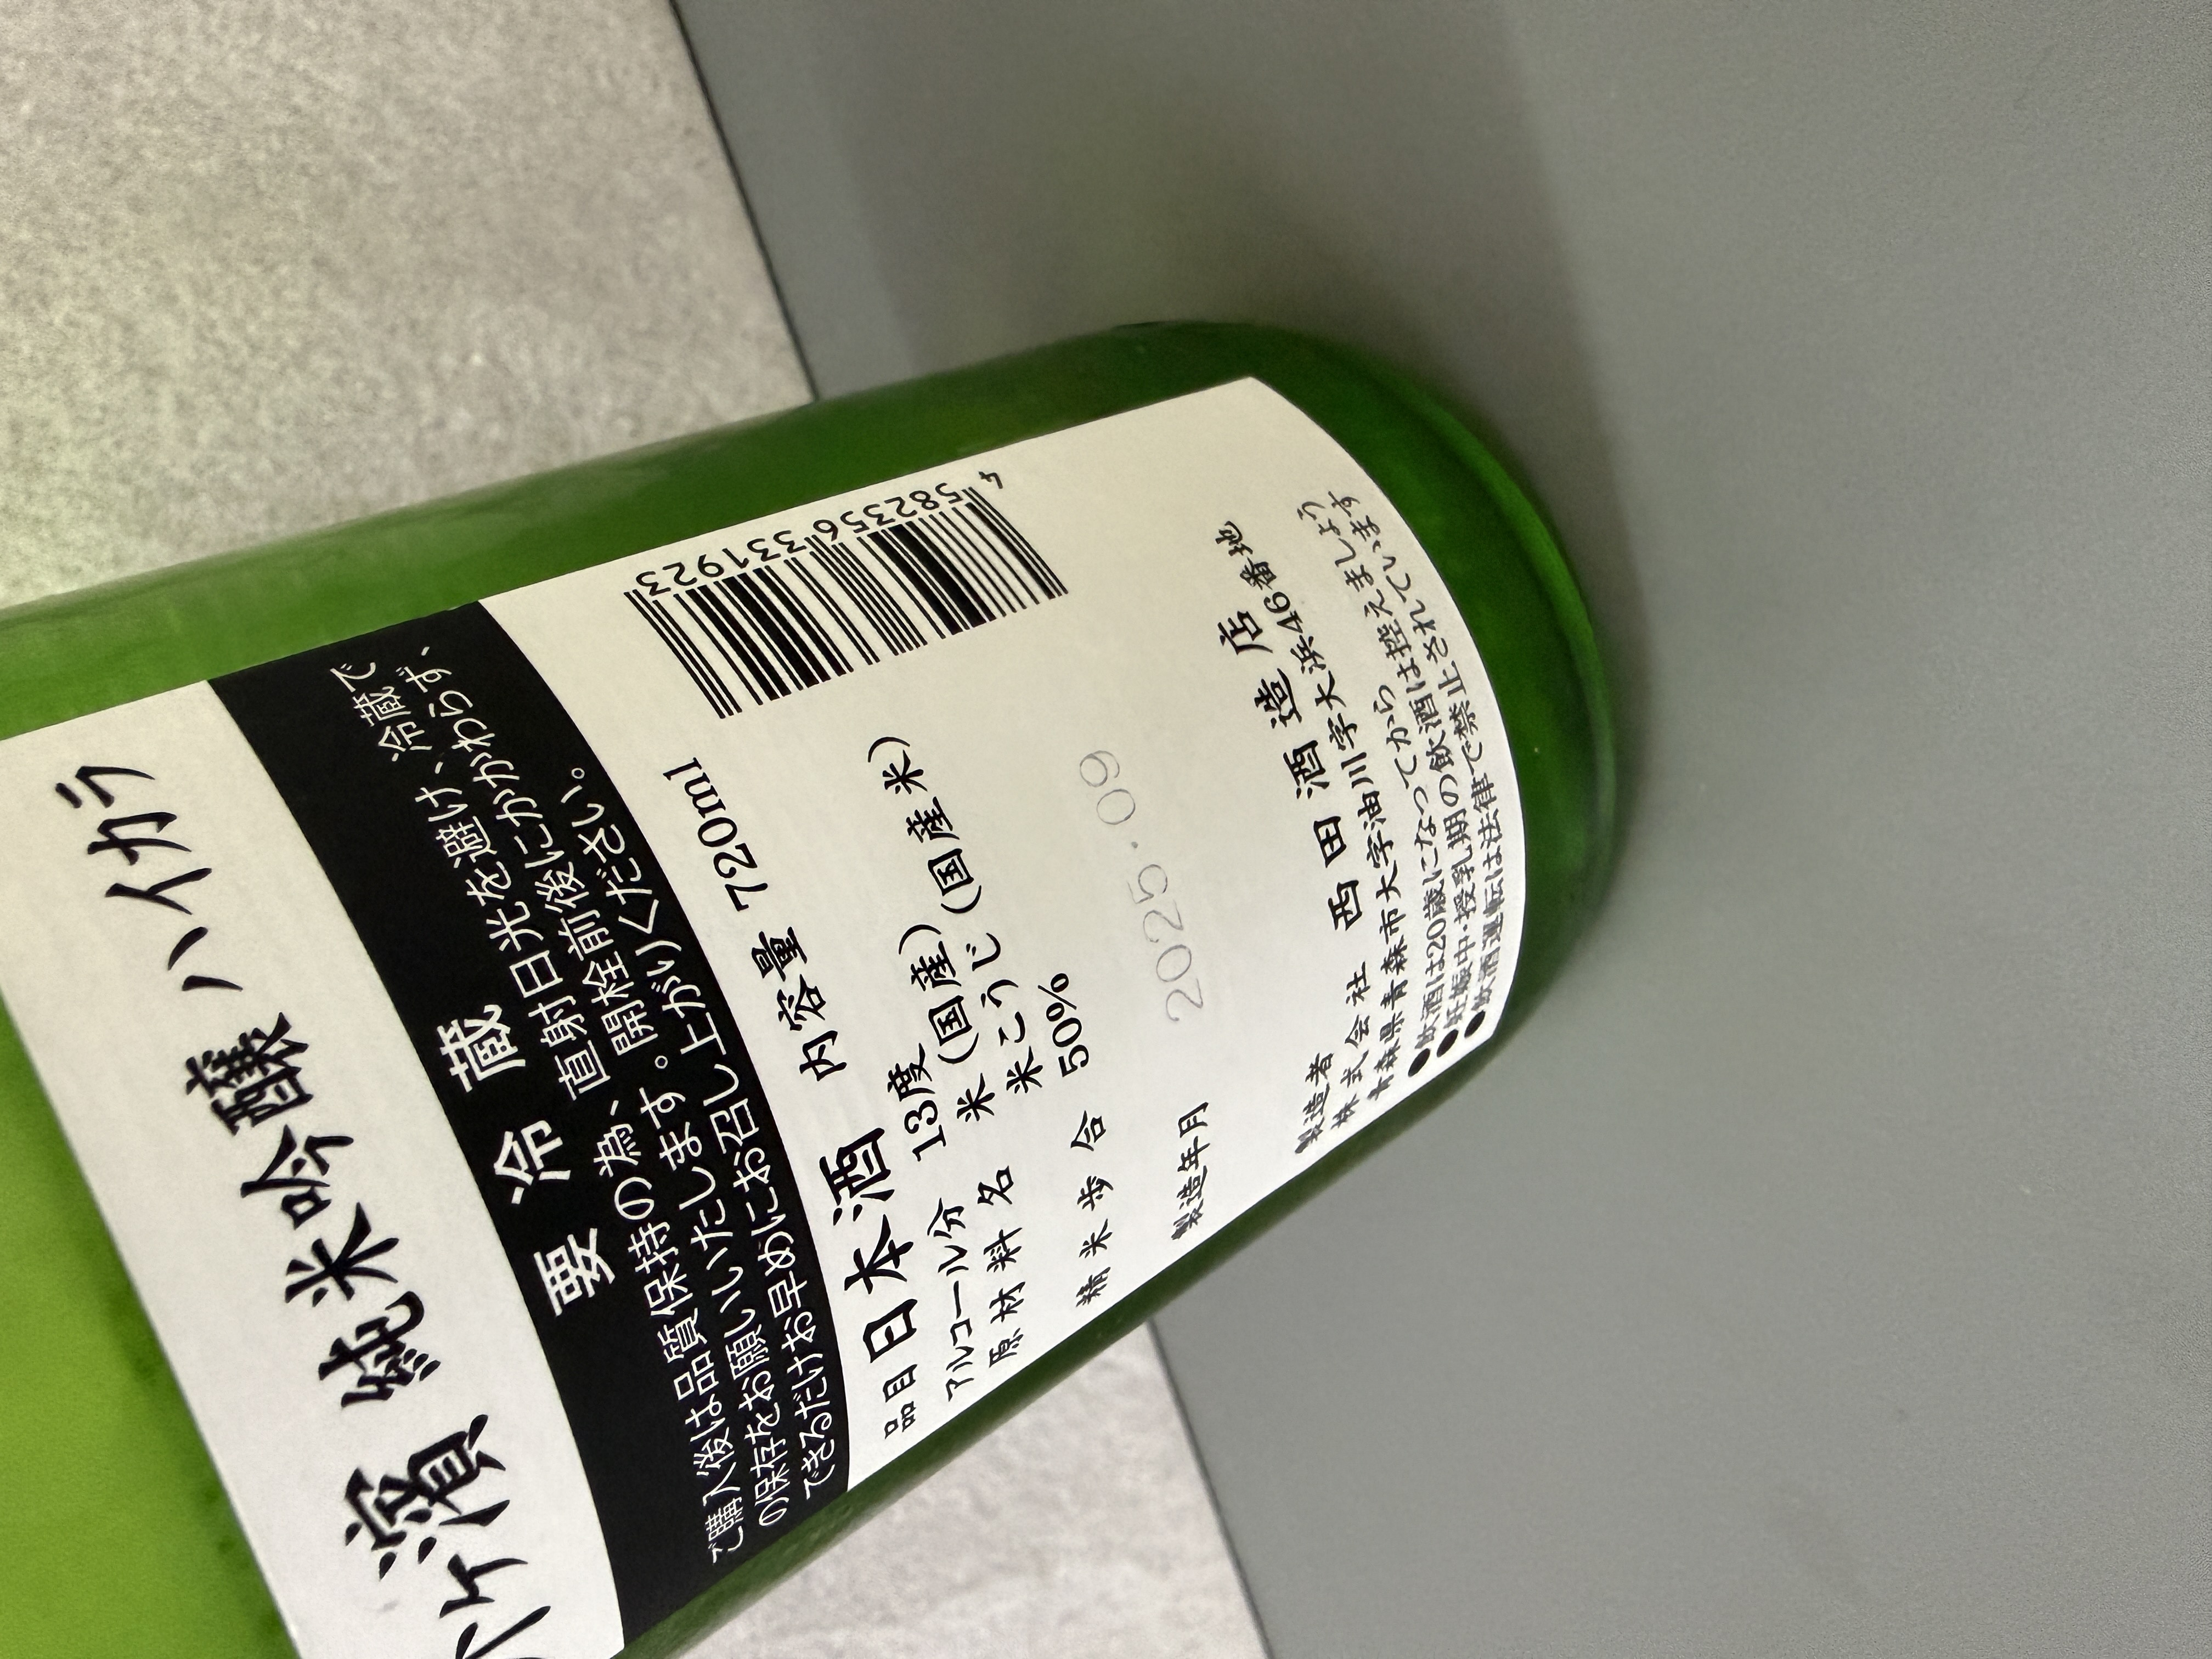 ヶ濱 純米吟醸 ハイカラ
要冷蔵
ご購入後は品質保持の為、直射日光を避け、冷蔵で
の保存をお願いいたします。開栓前後にかかわらず、
できるだけお早めにお召し上がりください。
品目 日本酒 内容量 720ml
アルコール分 13度
原材料名 米(国産)
米こうじ(国産米)
精米歩合 50%
製造年月 2025.09
製造者
株式会社 西田酒造店
青森県青森市大字油川字大浜46番地
●飲酒は20歳になってから
●妊娠中・授乳期の飲酒は控えましょう
●飲酒運転は法律で禁止されています
4 582356 331923